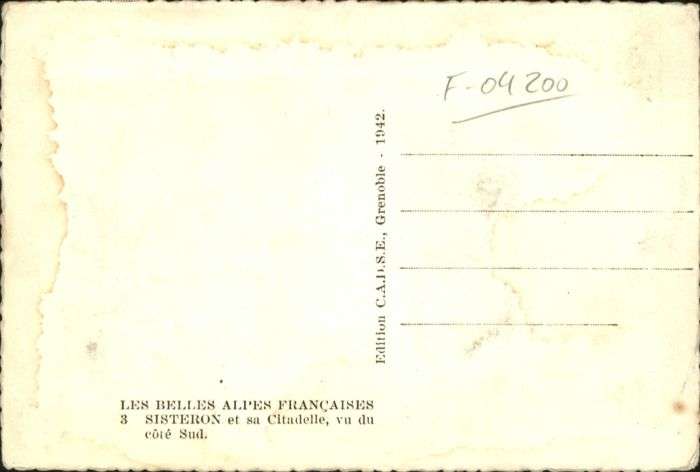 F-04200
Edition C.A.D.S.E., Grenoble - 1942.
LES BELLES ALPES FRANÇAISES
3 SISTERON et sa Citadelle, vu du
côté Sud.